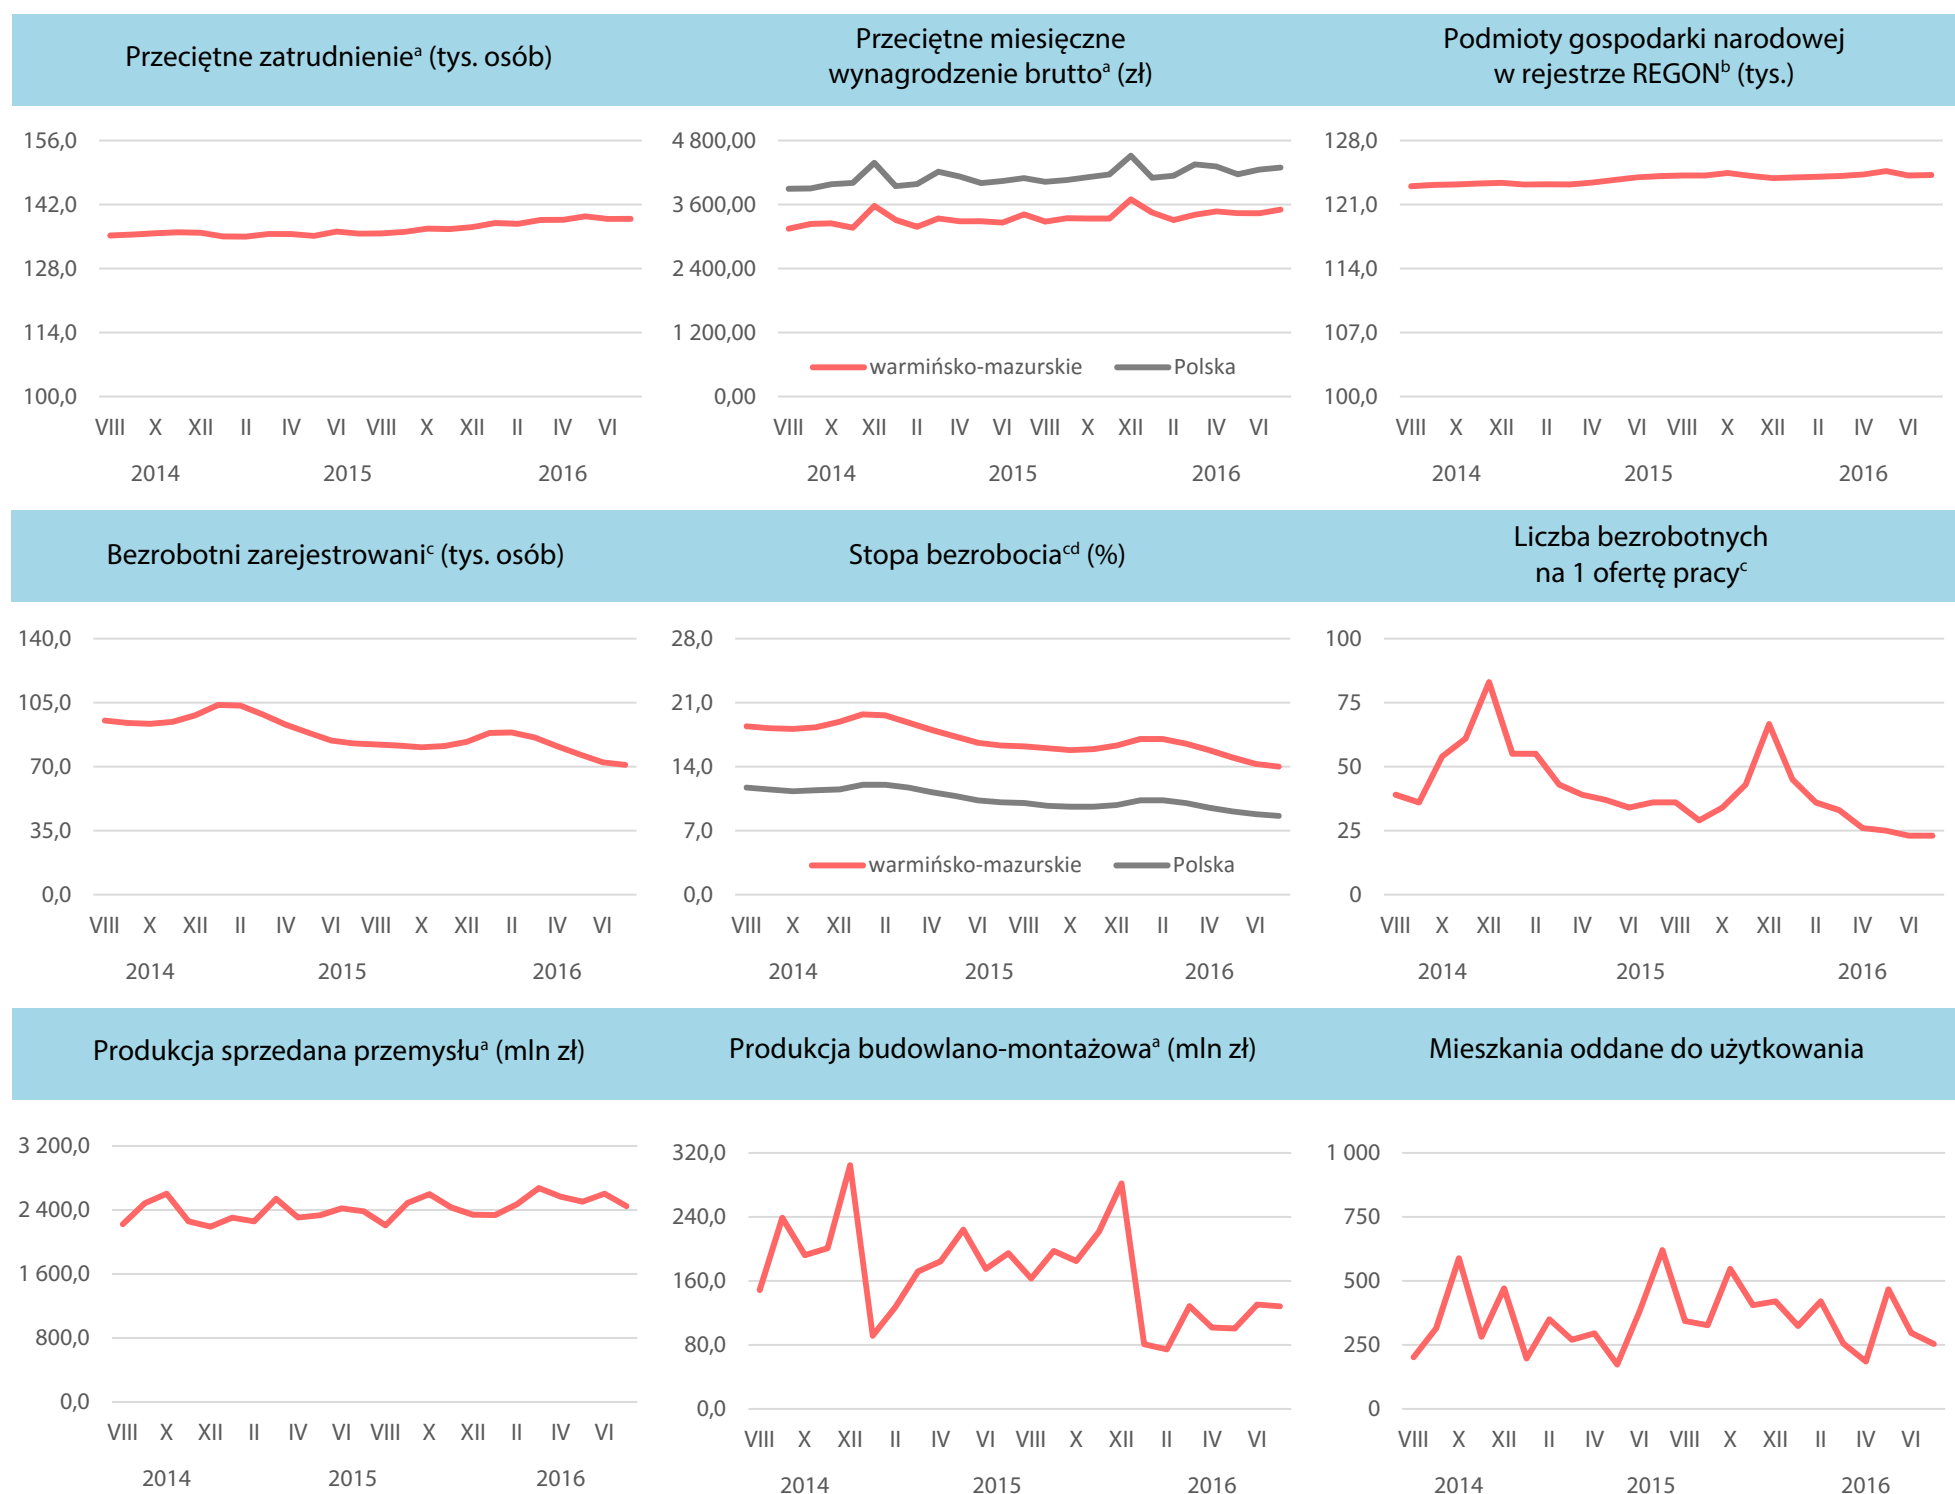 Przeciętne zatrudnienieᵃ (tys. osób)
Przeciętne miesięczne
wynagrodzenie bruttoᵃ (zł)
Podmioty gospodarki narodowej
w rejestrze REGONᵇ (tys.)
156,0
142,0
128,0
114,0
100,0
VIII X XII II IV VI VIII X XII II IV VI
2014 2015 2016
4 800,00
3 600,00
2 400,00
1 200,00
0,00
warmińsko-mazurskie Polska
VIII X XII II IV VI VIII X XII II IV VI
2014 2015 2016
128,0
121,0
114,0
107,0
100,0
VIII X XII II IV VI VIII X XII II IV VI
2014 2015 2016
Bezrobotni zarejestrowaniᶜ (tys. osób)
Stopa bezrobociaᶜᵈ (%)
Liczba bezrobotnych
na 1 ofertę pracyᶜ
140,0
105,0
70,0
35,0
0,0
VIII X XII II IV VI VIII X XII II IV VI
2014 2015 2016
28,0
21,0
14,0
7,0
0,0
warmińsko-mazurskie Polska
VIII X XII II IV VI VIII X XII II IV VI
2014 2015 2016
100
75
50
25
0
VIII X XII II IV VI VIII X XII II IV VI
2014 2015 2016
Produkcja sprzedana przemysłuᵃ (mln zł)
Produkcja budowlano-montażowaᵃ (mln zł)
Mieszkania oddane do użytkowania
3 200,0
2 400,0
1 600,0
800,0
0,0
VIII X XII II IV VI VIII X XII II IV VI
2014 2015 2016
320,0
240,0
160,0
80,0
0,0
VIII X XII II IV VI VIII X XII II IV VI
2014 2015 2016
1 000
750
500
250
0
VIII X XII II IV VI VIII X XII II IV VI
2014 2015 2016